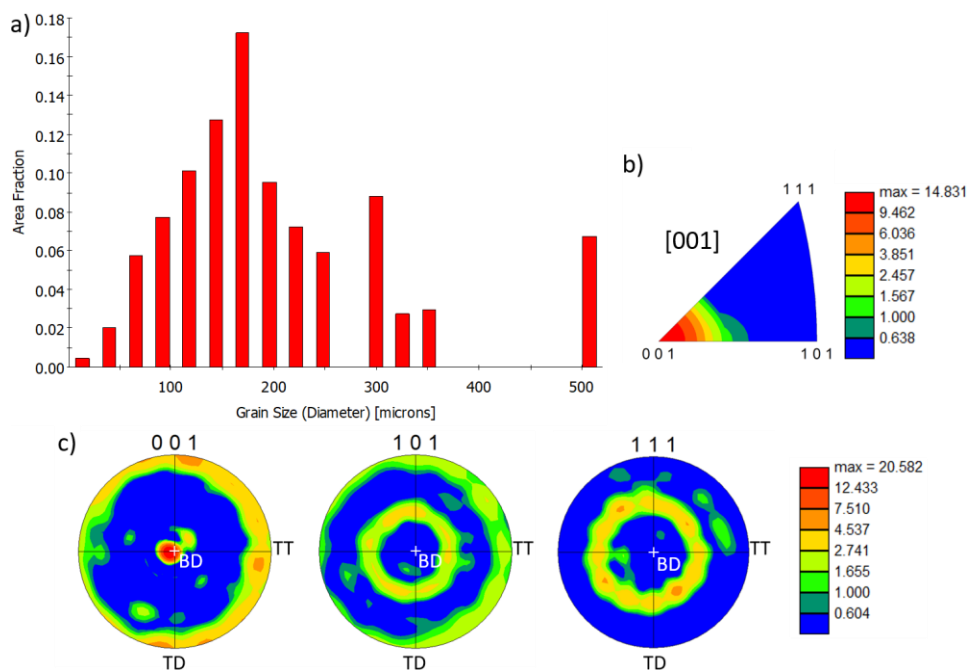 a)
0.18
0.16
0.14
0.12
0.10
0.08
0.06
0.04
0.02
0.00
Area Fraction
100 200 300 400 500
Grain Size (Diameter) [microns]
b)
1 1 1
[001]
0 0 1 1 0 1
max = 14.831
9.462
6.036
3.851
2.457
1.567
1.000
0.638
c)
0 0 1
BD
TT
TD
1 0 1
BD
TT
TD
1 1 1
BD
TT
TD
max = 20.582
12.433
7.510
4.537
2.741
1.655
1.000
0.604